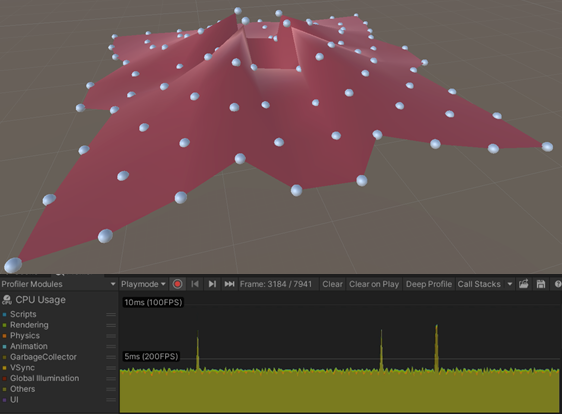 Profiler Modules
Playmode
Frame: 3184 / 7941
Clear
Clear on Play
Deep Profile
Call Stacks
CPU Usage
Scripts
Rendering
Physics
Animation
GarbageCollector
VSync
Global Illumination
Others
UI
10ms (100FPS)
5ms (200FPS)